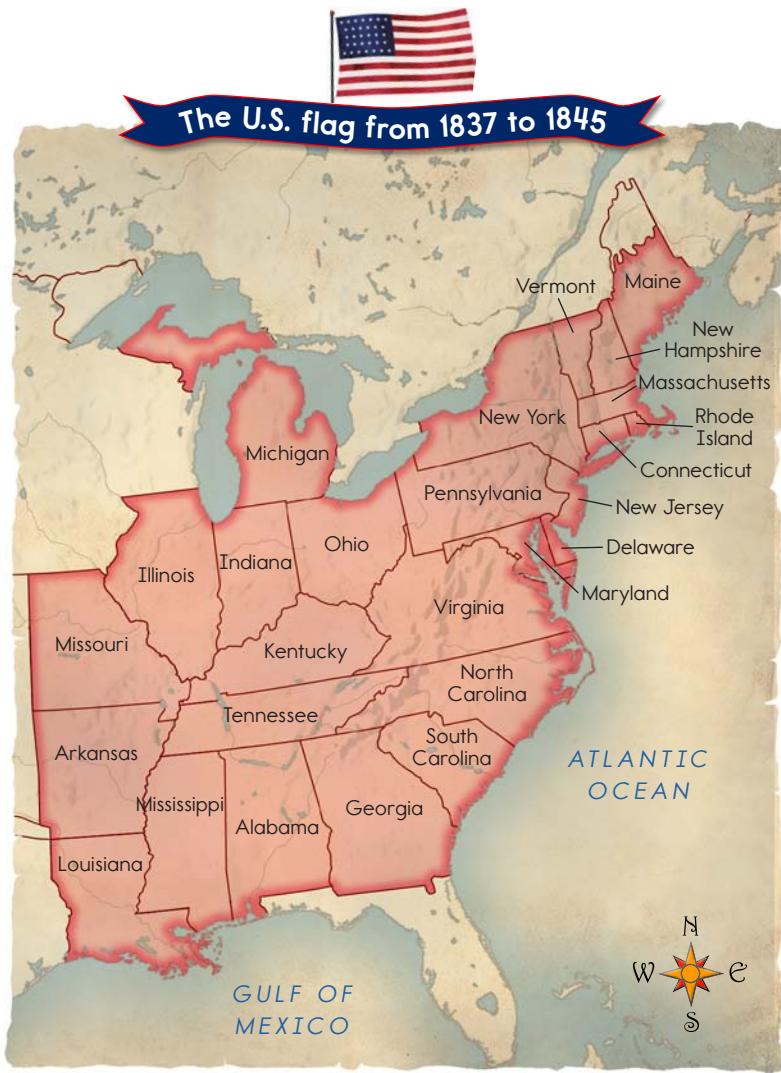 The U.S. flag from 1837 to 1845
Vermont
Maine
New
Hampshire
Massachusetts
New York
Rhode
Island
Connecticut
Michigan
Pennsylvania
New Jersey
Ohio
Delaware
Illinois
Indiana
Maryland
Virginia
Missouri
Kentucky
North
Carolina
Tennessee
South
Carolina
Arkansas
ATLANTIC
OCEAN
Mississippi
Alabama
Georgia
Louisiana
GULF OF
MEXICO
N
W
E
S